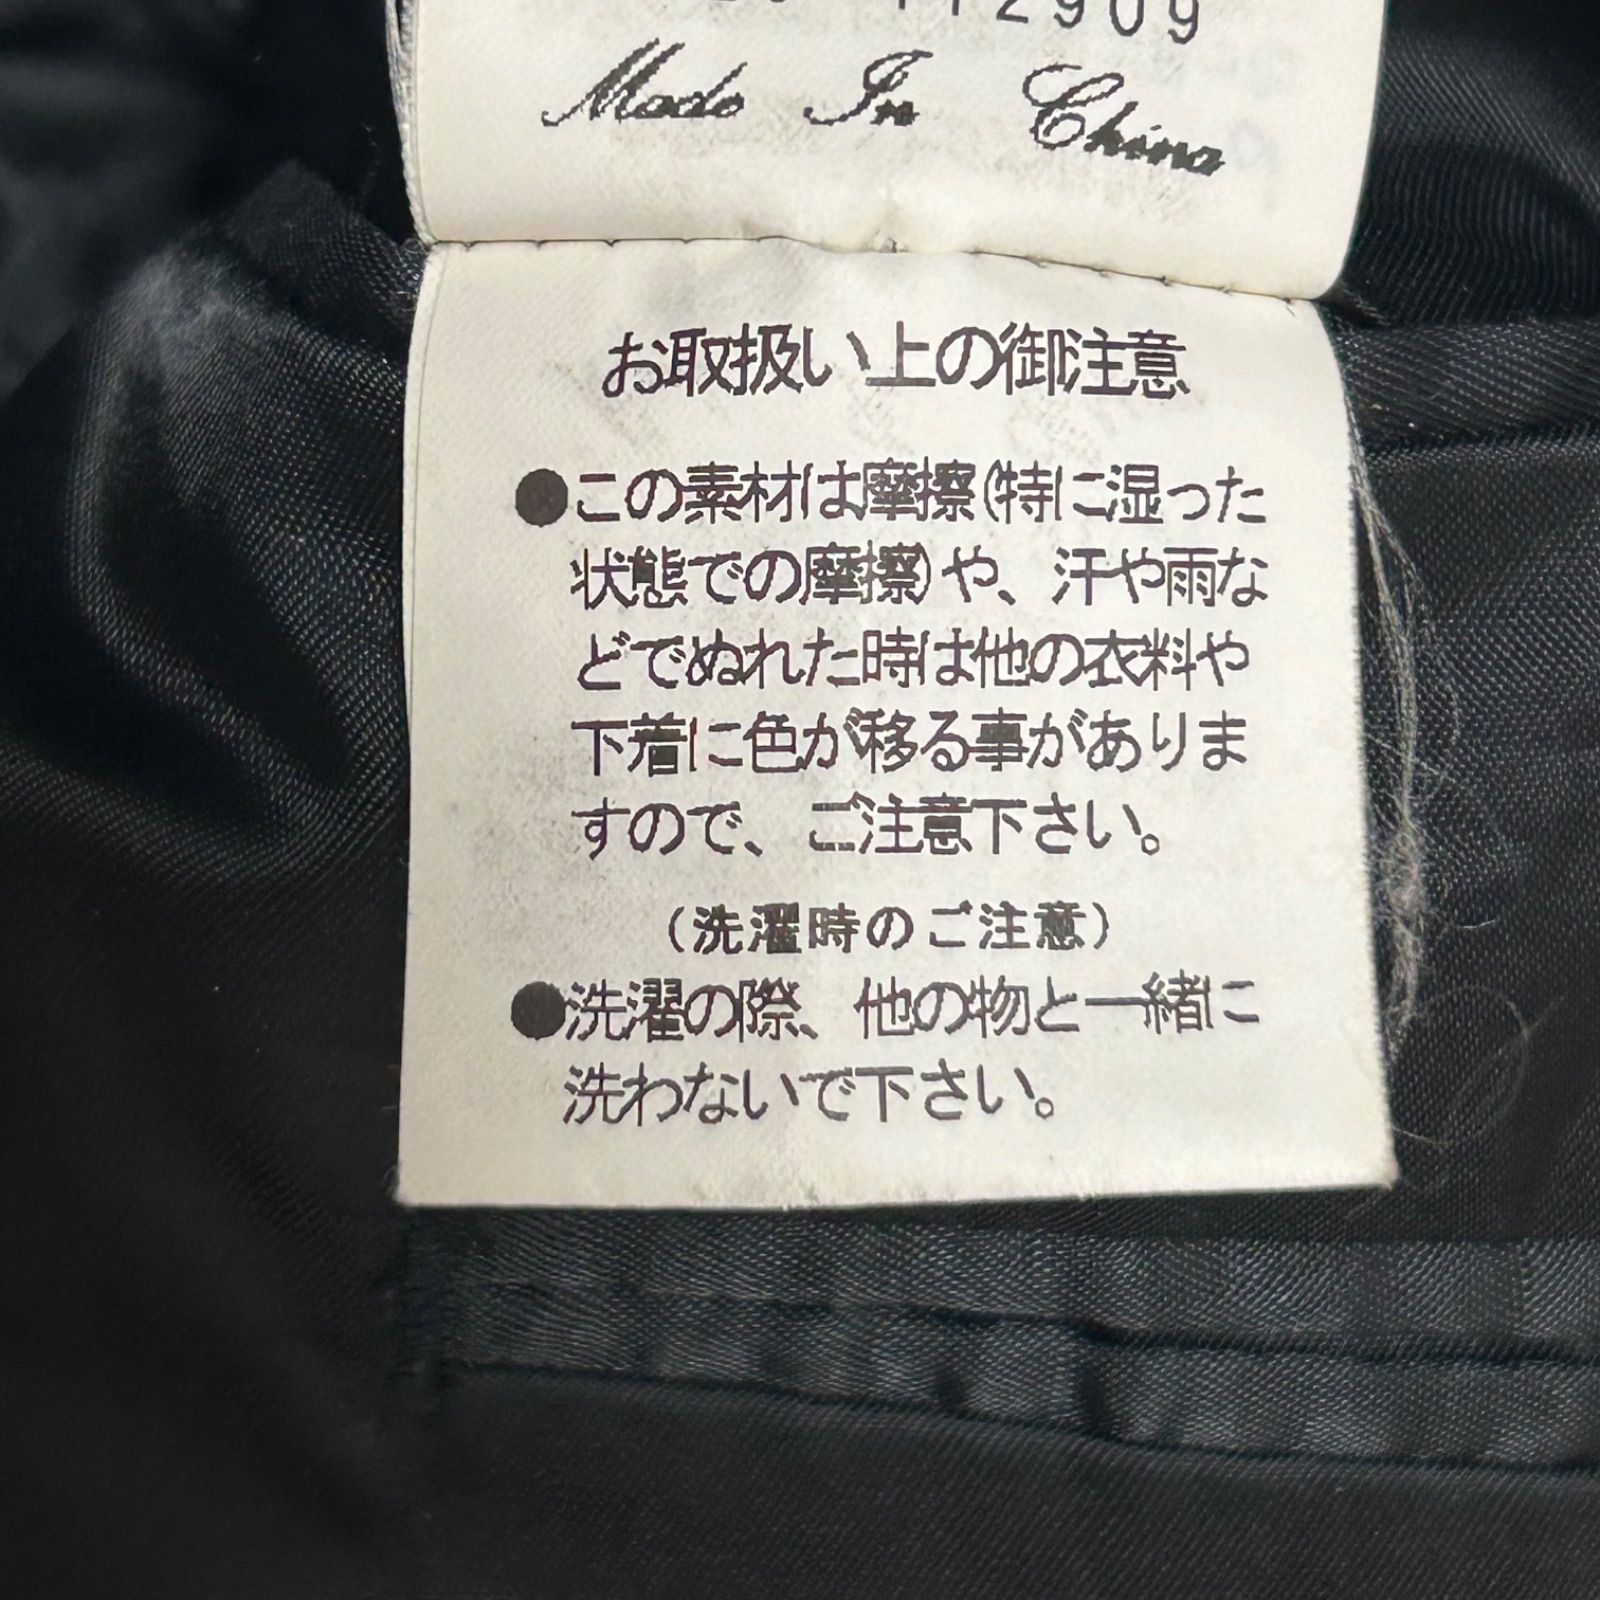 112909
Made In China
お取扱い上の御注意
●この素材は摩擦(特に湿った
状態での摩擦)や、汗や雨な
どでぬれた時は他の衣料や
下着に色が移る事がありま
すので、ご注意下さい。
(洗濯時のご注意)
●洗濯の際、他の物と一緒に
洗わないで下さい。